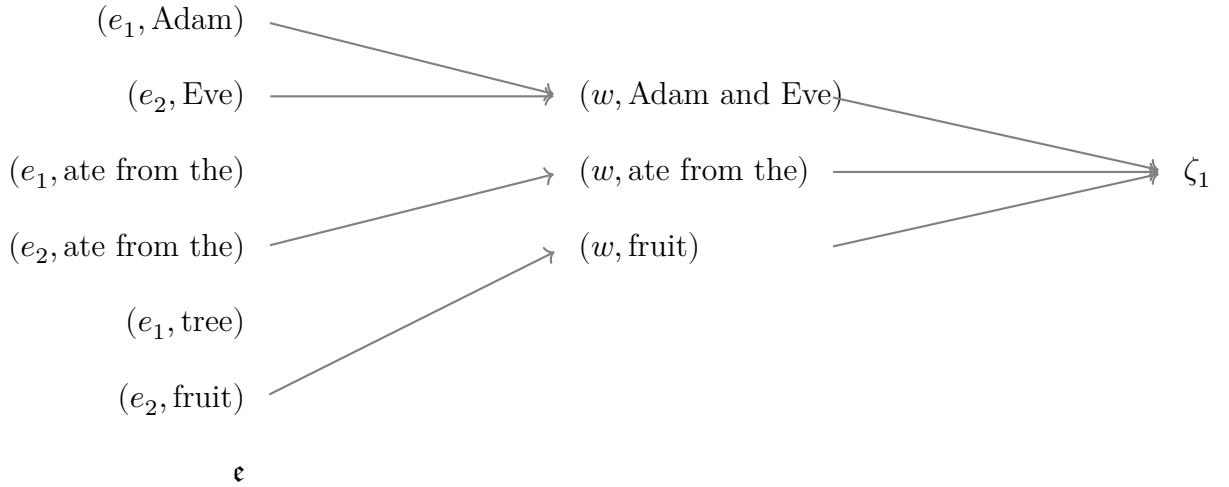 (e₁, Adam)
(e₂, Eve)
(e₁, ate from the)
(e₂, ate from the)
(e₁, tree)
(e₂, fruit)
𝔢
(w, Adam and Eve)
(w, ate from the)
(w, fruit)
ζ₁